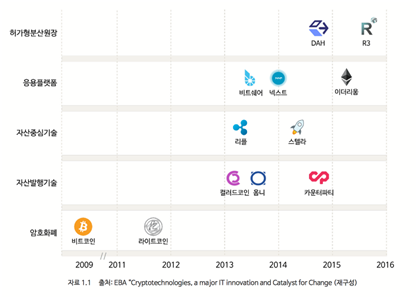 허가형분산원장
DAH
R3
응용플랫폼
비트쉐어
넥스트
이더리움
자산중심기술
리플
스텔라
자산발행기술
컬러드코인
옴니
카운터파티
암호화폐
비트코인
라이트코인
2009 2011 2012 2013 2014 2015 2016
자료 1.1 출처: EBA "Cryptotechnologies, a major IT innovation and Catalyst for Change (재구성)